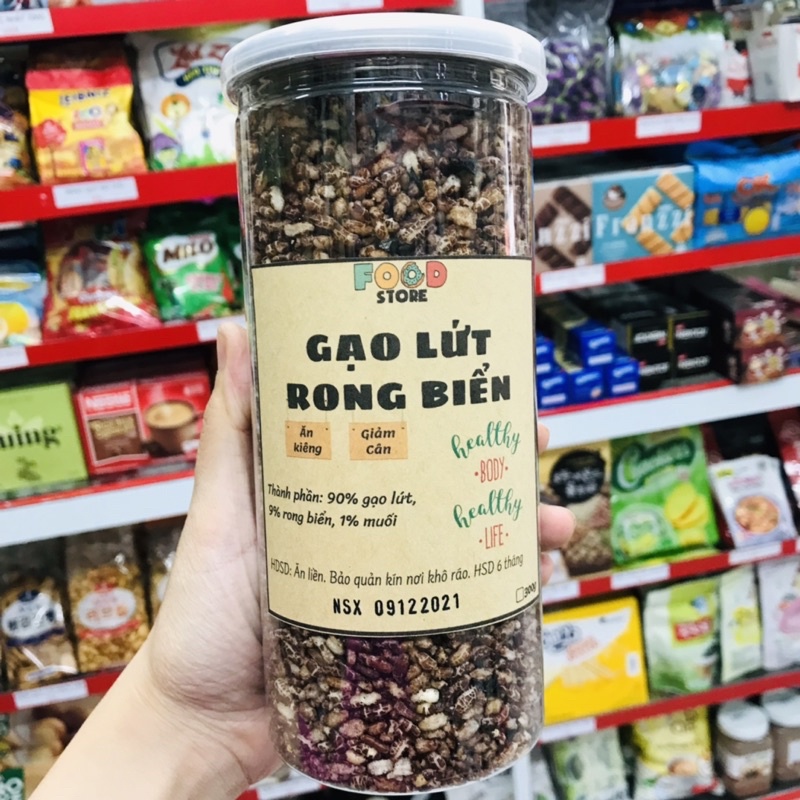 FOOD
STORE
GẠO LỨT
RONG BIỂN
Ăn
kiêng
Giảm
Cân
healthy
BODY
healthy
LIFE
Thành phần: 90% gạo lứt,
9% rong biển, 1% muối
HDSD: Ăn liền. Bảo quản kín nơi khô ráo. HSD 6 tháng
300g
NSX 09122021
MILO